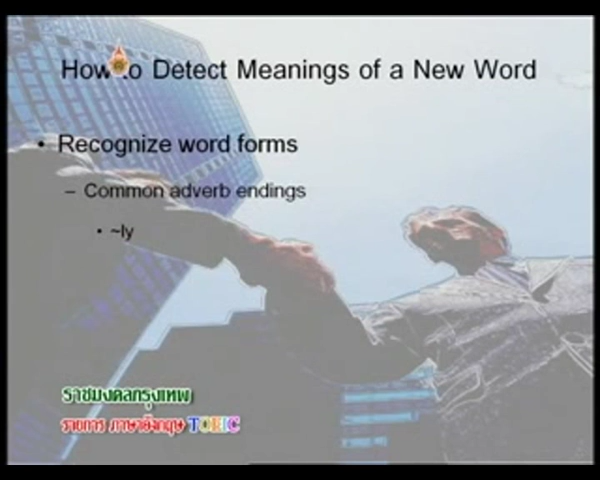 How to Detect Meanings of a New Word
• Recognize word forms
– Common adverb endings
• ~ly
ราชมงคลกรุงเทพ
รายการ ภาษาอังกฤษ TOEIC